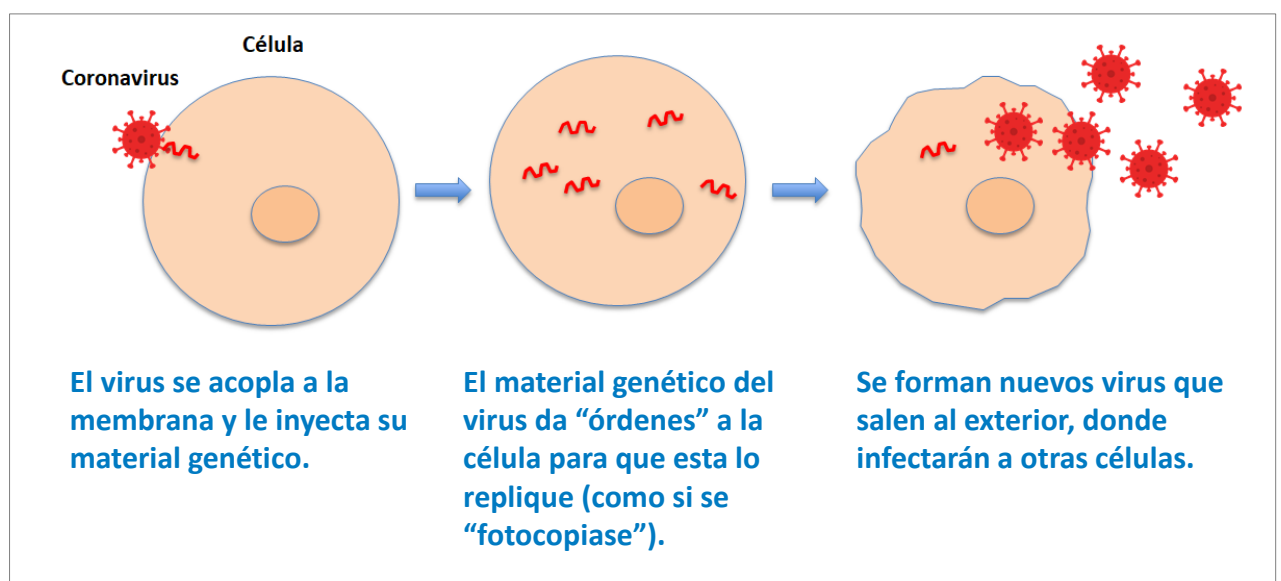 Célula
Coronavirus
El virus se acopla a la
membrana y le inyecta su
material genético.
El material genético del
virus da “órdenes” a la
célula para que esta lo
replique (como si se
“fotocopiase”).
Se forman nuevos virus que
salen al exterior, donde
infectarán a otras células.